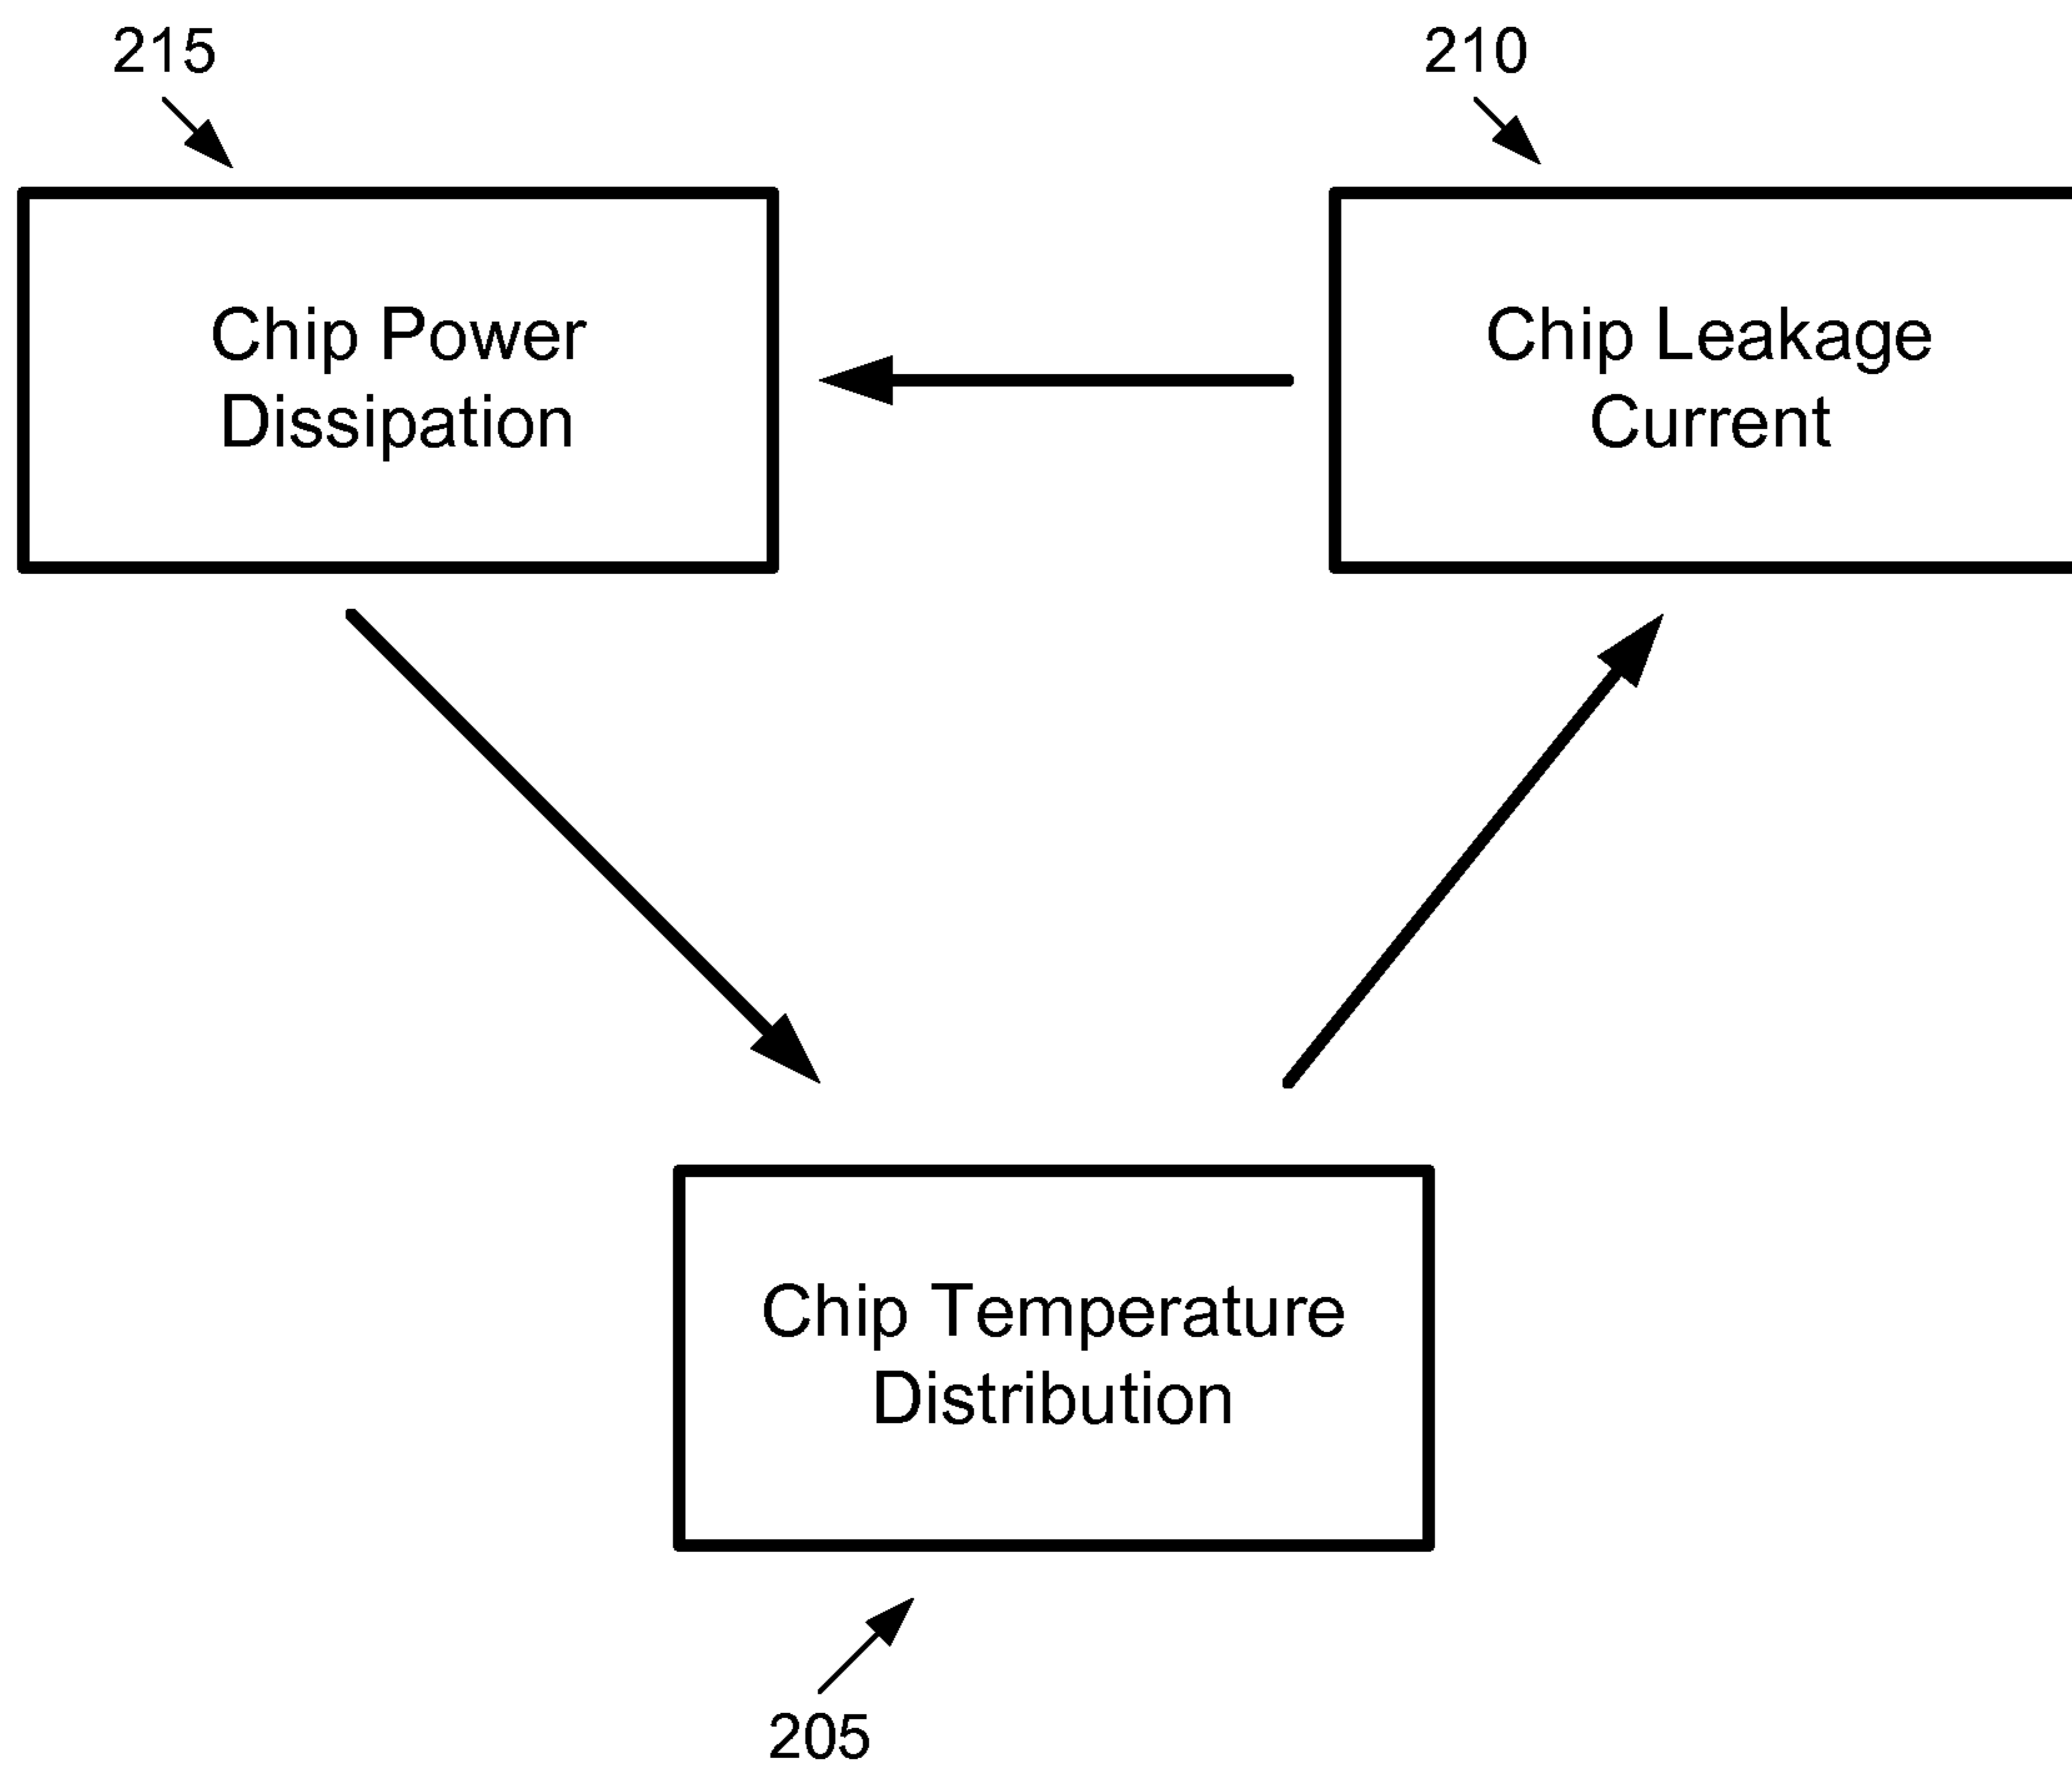 215
210
Chip Power
Dissipation
Chip Leakage
Current
Chip Temperature
Distribution
205